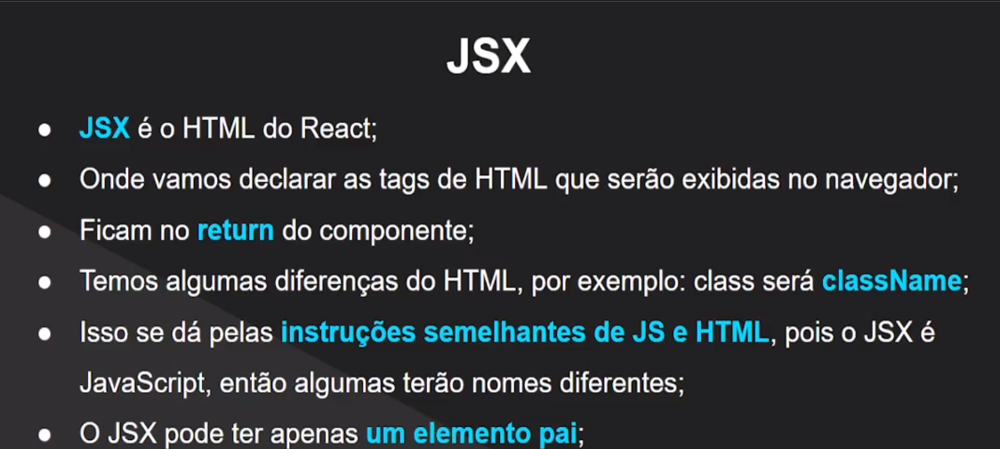 JSX
● JSX é o HTML do React;
● Onde vamos declarar as tags de HTML que serão exibidas no navegador;
● Ficam no return do componente;
● Temos algumas diferenças do HTML, por exemplo: class será className;
● Isso se dá pelas instruções semelhantes de JS e HTML, pois o JSX é
JavaScript, então algumas terão nomes diferentes;
● O JSX pode ter apenas um elemento pai;